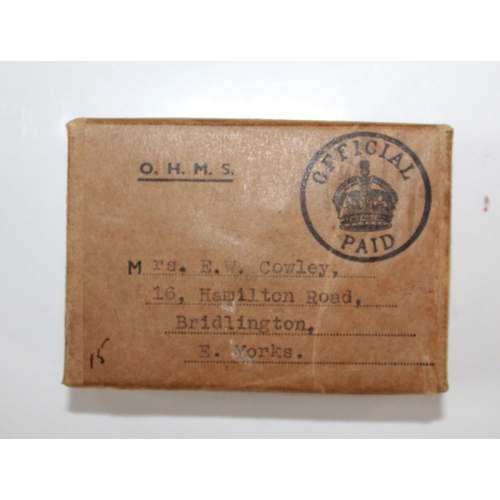 O. H. M. S.
OFFICIAL
PAID
Mrs. E.W. Cowley,
16, Hamilton Road,
Bridlington,
E. Yorks.
15